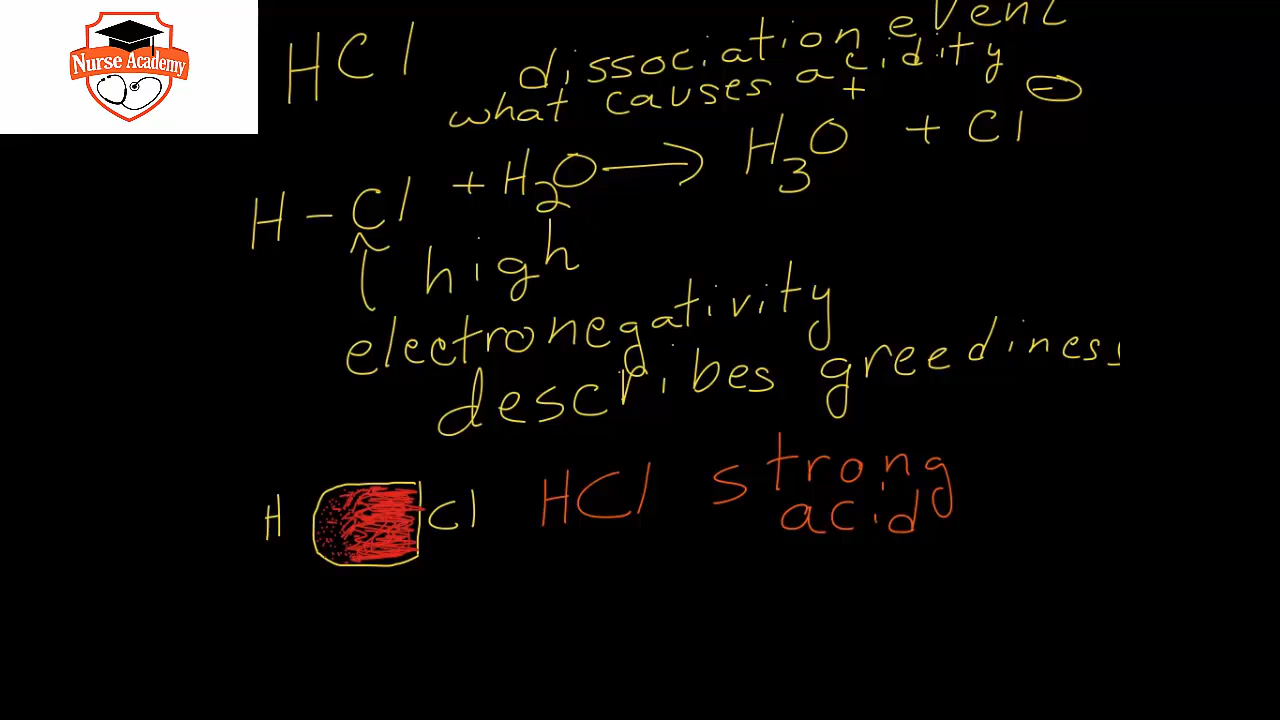 Nurse Academy
HCl
dissociation event
what causes acidity
H-Cl + H2O → H3O+ + Cl⊖
high
electronegativity
describes greediness
H Cl HCl strong
acid